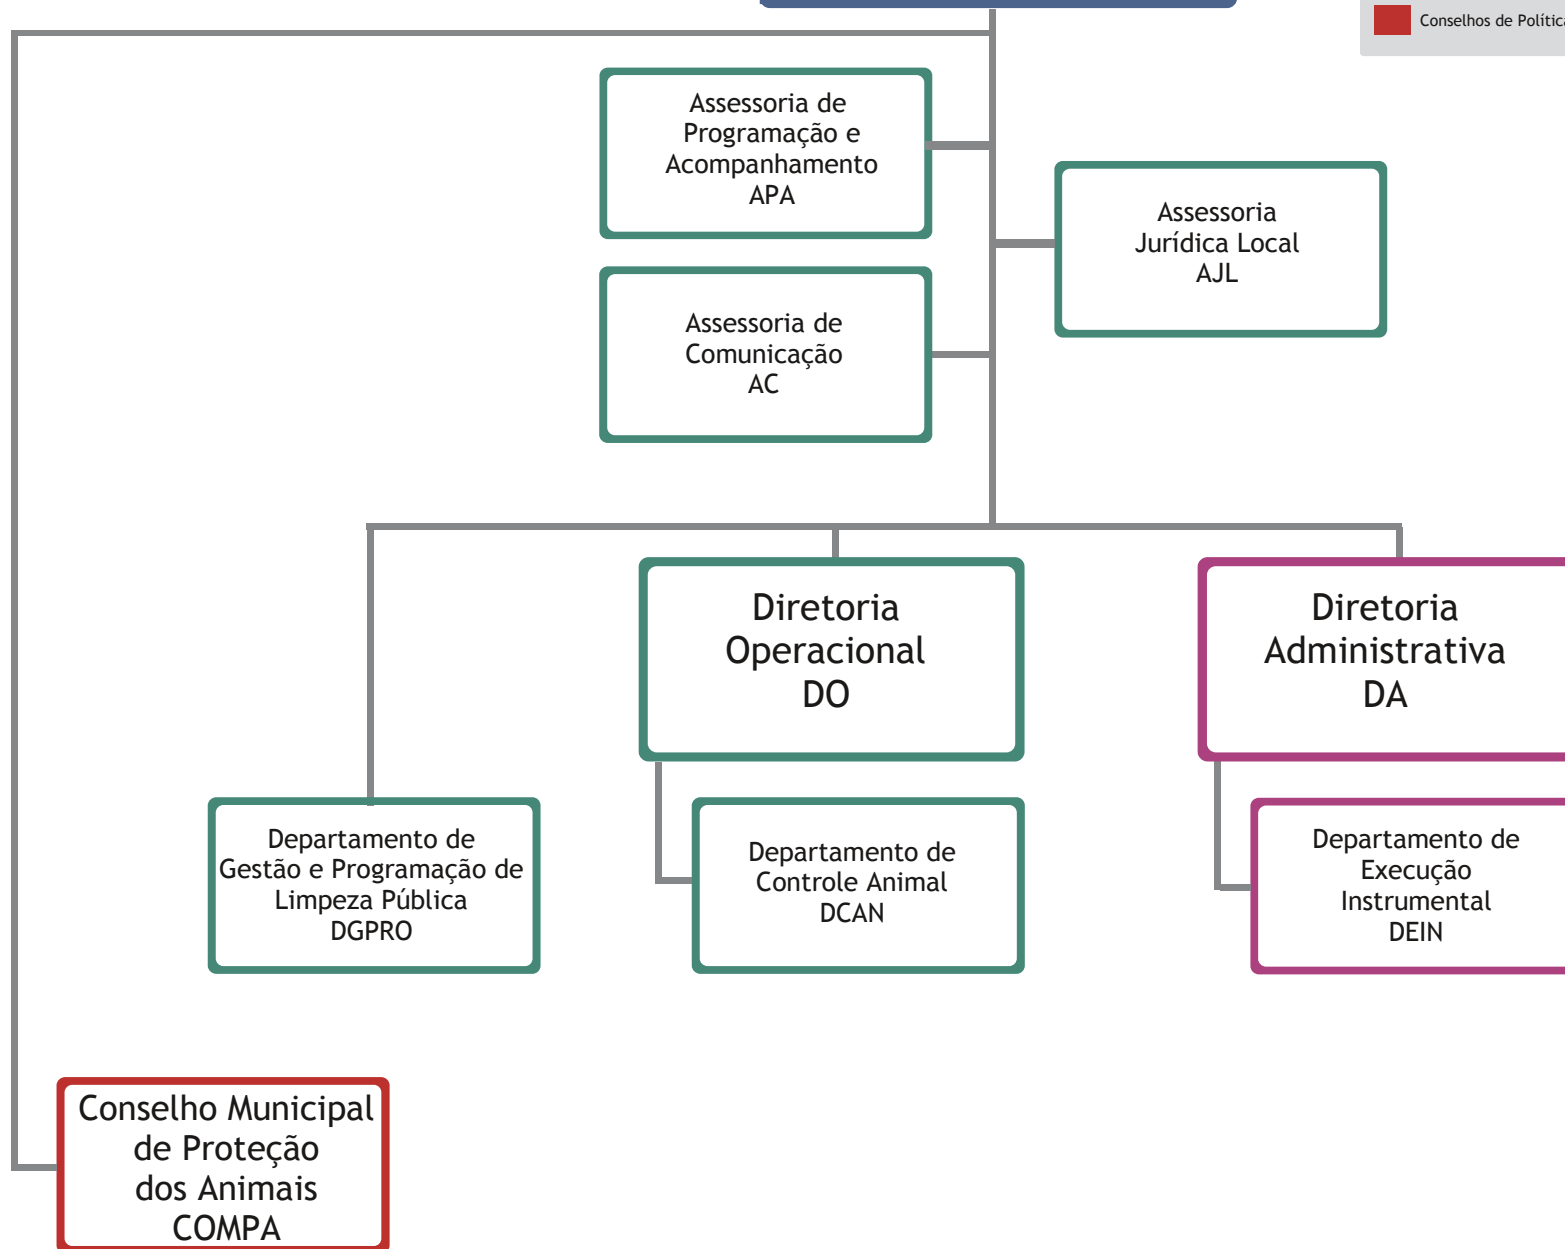 Conselhos de Política
Assessoria de
Programação e
Acompanhamento
APA
Assessoria
Jurídica Local
AJL
Assessoria de
Comunicação
AC
Diretoria
Operacional
DO
Diretoria
Administrativa
DA
Departamento de
Gestão e Programação de
Limpeza Pública
DGPRO
Departamento de
Controle Animal
DCAN
Departamento de
Execução
Instrumental
DEIN
Conselho Municipal
de Proteção
dos Animais
COMPA